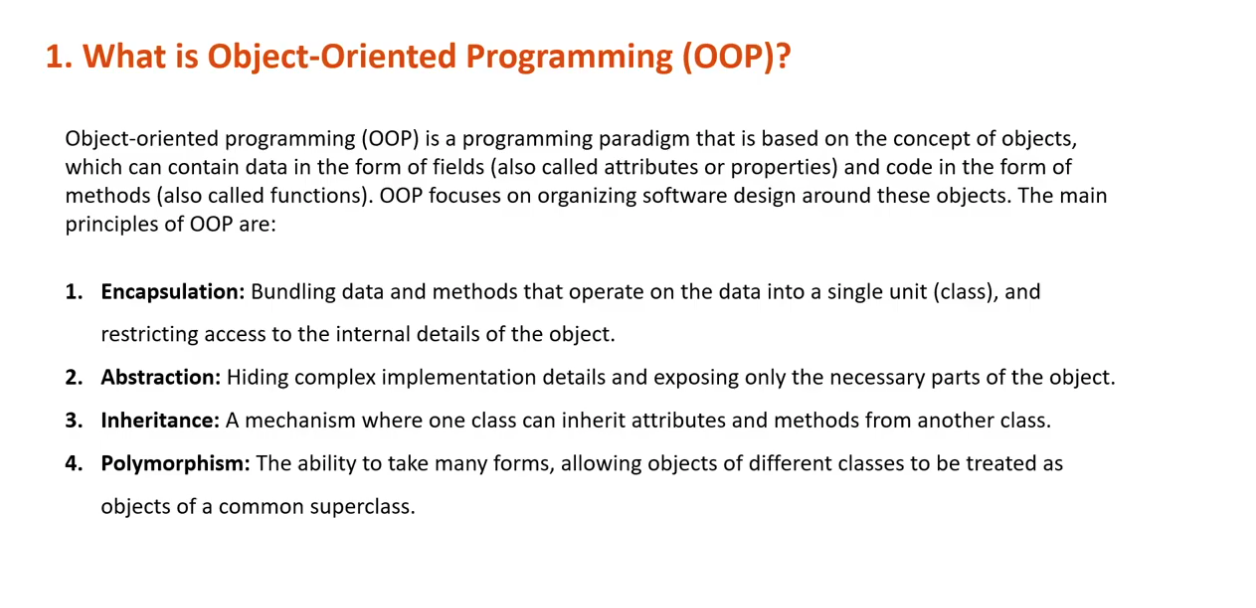 1. What is Object-Oriented Programming (OOP)?
Object-oriented programming (OOP) is a programming paradigm that is based on the concept of objects,
which can contain data in the form of fields (also called attributes or properties) and code in the form of
methods (also called functions). OOP focuses on organizing software design around these objects. The main
principles of OOP are:
1. Encapsulation: Bundling data and methods that operate on the data into a single unit (class), and
restricting access to the internal details of the object.
2. Abstraction: Hiding complex implementation details and exposing only the necessary parts of the object.
3. Inheritance: A mechanism where one class can inherit attributes and methods from another class.
4. Polymorphism: The ability to take many forms, allowing objects of different classes to be treated as
objects of a common superclass.